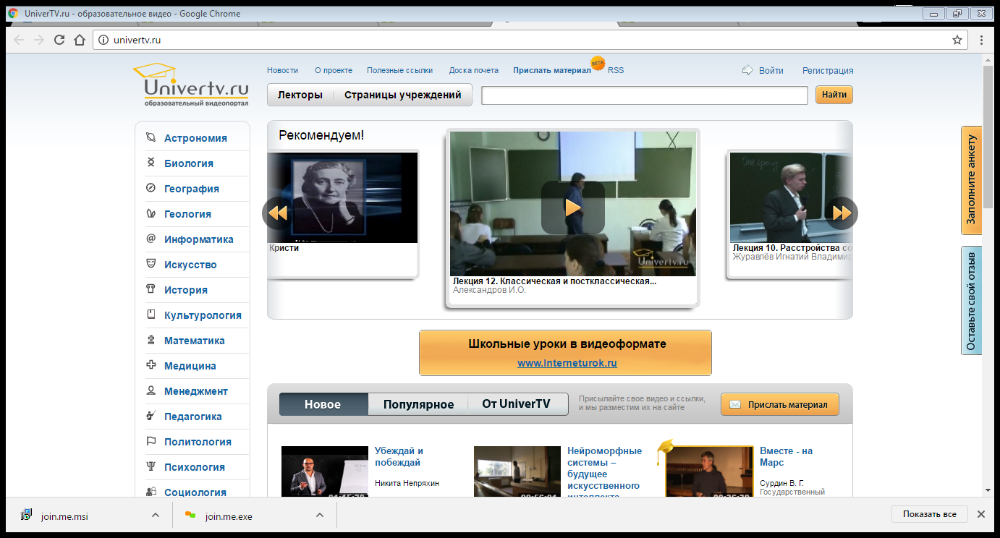 UniverTV.ru - образовательное видео - Google Chrome
univertv.ru
Univertv.ru
образовательный видеопортал
Новости О проекте Полезные ссылки Доска почета Прислать материал BETA RSS
Войти Регистрация
Лекторы Страницы учреждений
Найти
Астрономия
Биология
География
Геология
Информатика
Искусство
История
Культурология
Математика
Медицина
Менеджмент
Педагогика
Политология
Психология
Социология
Рекомендуем!
Кристи
Univertv.ru
Лекция 12. Классическая и постклассическая...
Александров И.О.
Лекция 10. Расстройства со
Журавлёв Игнатий Владимир
Заполните анкету
Оставьте свой отзыв
Школьные уроки в видеоформате
www.interneturok.ru
Новое Популярное От UniverTV
Присылайте свое видео и ссылки,
и мы разместим их на сайте
Прислать материал
Убеждай и
побеждай
Никита Непряхин
Нейроморфные
системы –
будущее
искусственного
интеллекта
Вместе - на
Марс
Сурдин В. Г.
Государственный
join.me.msi
join.me.exe
Показать все